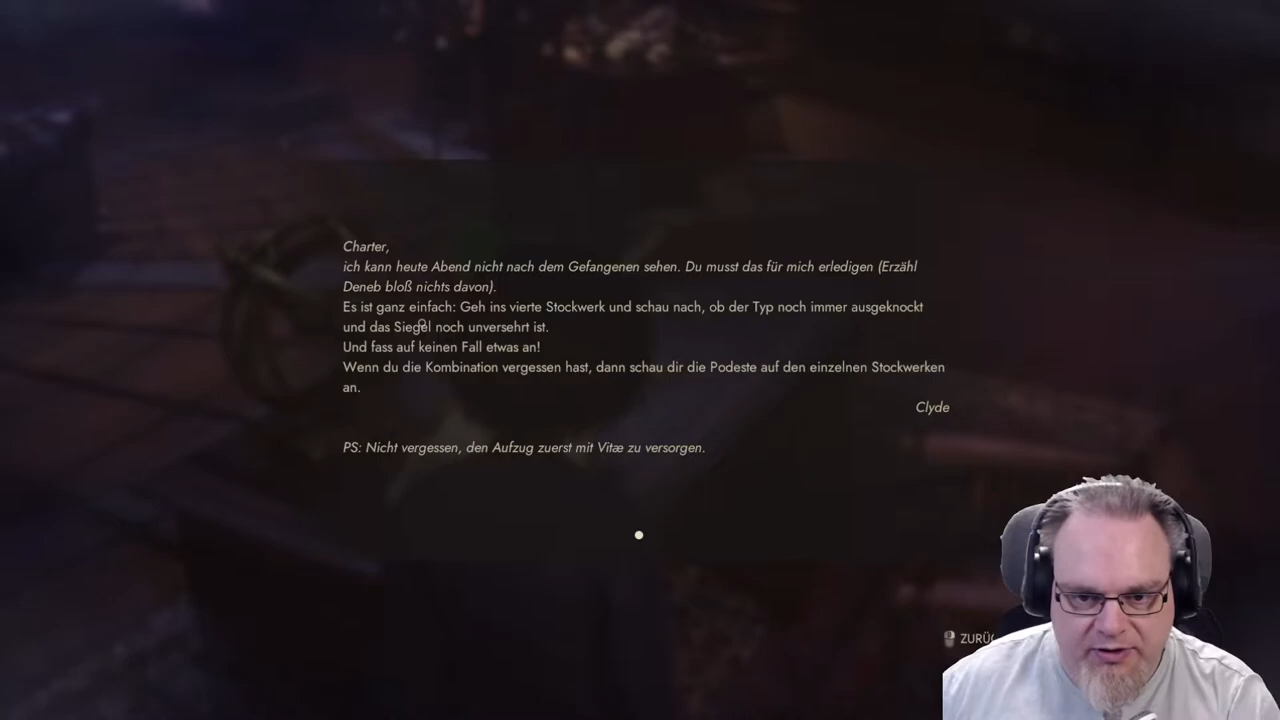 Charter,
ich kann heute Abend nicht nach dem Gefangenen sehen. Du musst das für mich erledigen (Erzähl
Deneb bloß nichts davon).
Es ist ganz einfach: Geh ins vierte Stockwerk und schau nach, ob der Typ noch immer ausgeknockt
und das Siegel noch unversehrt ist.
Und fass auf keinen Fall etwas an!
Wenn du die Kombination vergessen hast, dann schau dir die Podeste auf den einzelnen Stockwerken
an.
Clyde
PS: Nicht vergessen, den Aufzug zuerst mit Vitæ zu versorgen.